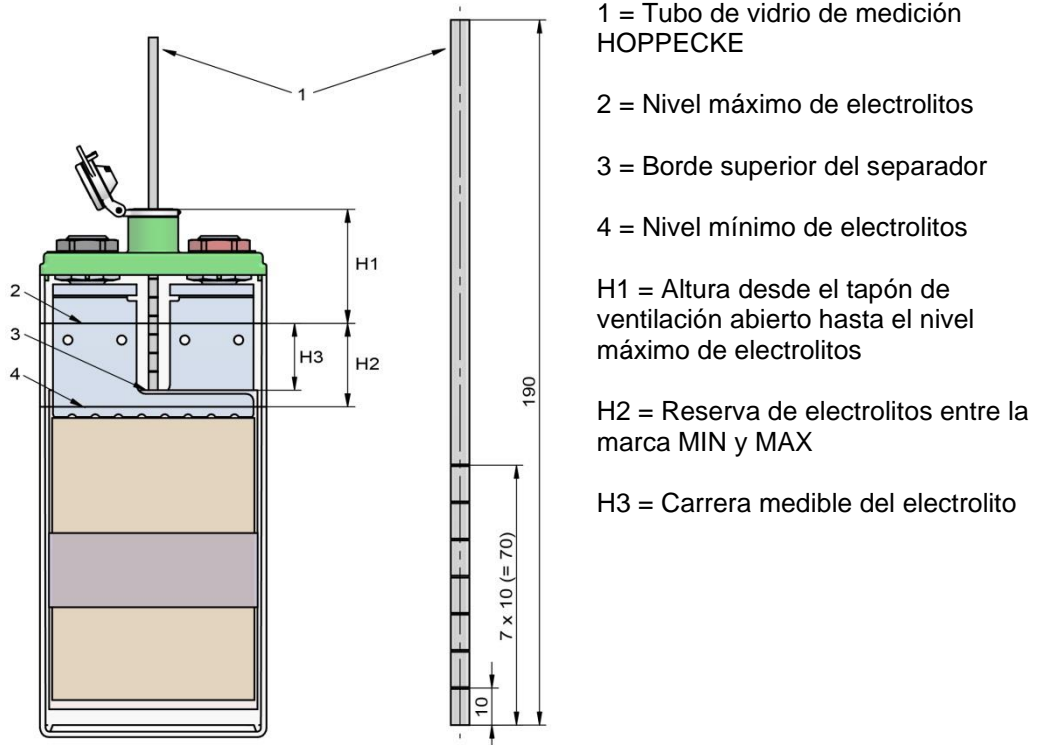 1
H1
2
3
H3
H2
4
190
7 x 10 (= 70)
10
1 = Tubo de vidrio de medición
HOPPECKE
2 = Nivel máximo de electrolitos
3 = Borde superior del separador
4 = Nivel mínimo de electrolitos
H1 = Altura desde el tapón de
ventilación abierto hasta el nivel
máximo de electrolitos
H2 = Reserva de electrolitos entre la
marca MIN y MAX
H3 = Carrera medible del electrolito